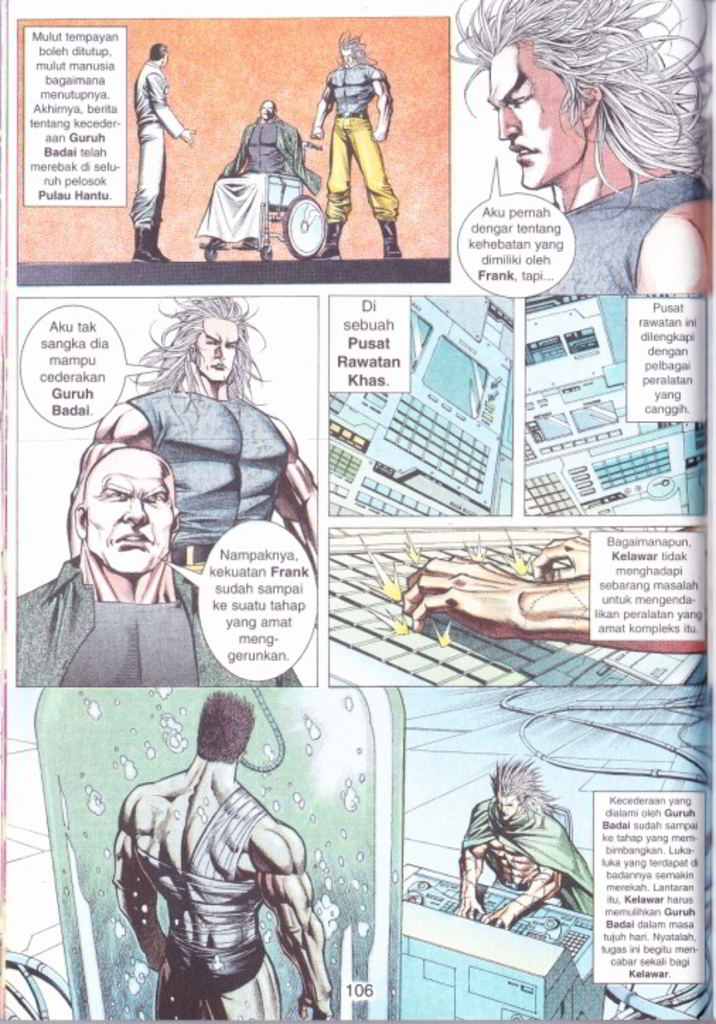 Mulut tempayan
boleh ditutup,
mulut manusia
bagaimana
menutupnya.
Akhirnya, berita
tentang keceder-
aan Guruh
Badai telah
merebak di selu-
ruh pelosok
Pulau Hantu.
Aku pernah
dengar tentang
kehebatan yang
dimiliki oleh
Frank, tapi...
Aku tak
sangka dia
mampu
cederakan
Guruh
Badai.
Nampaknya,
kekuatan Frank
sudah sampai
ke suatu tahap
yang amat
meng-
gerunkan.
Di
sebuah
Pusat
Rawatan
Khas.
Pusat
rawatan ini
dilengkapi
dengan
pelbagai
peralatan
yang
canggih.
Bagaimanapun,
Kelawar tidak
menghadapi
sebarang masalah
untuk mengenda-
likan peralatan yang
amat kompleks itu.
Kecederaan yang
dialami oleh Guruh
Badai sudah sampai
ke tahap yang mem-
bimbangkan. Luka-
luka yang terdapat di
badannya semakin
merekah. Lantaran
itu, Kelawar harus
memulihkan Guruh
Badai dalam masa
tujuh hari. Nyatalah,
tugas ini begitu men-
cabar sekali bagi
Kelawar.
106